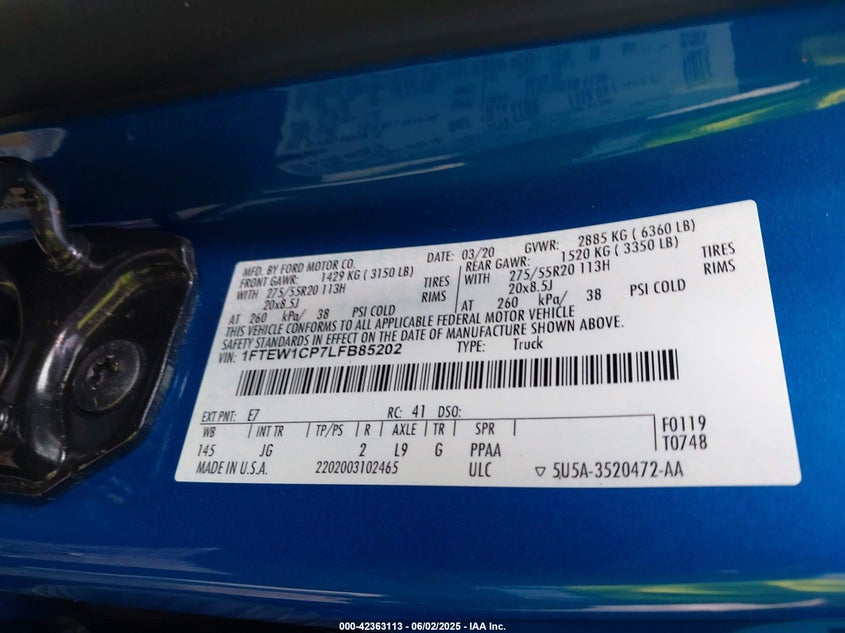 MFD. BY FORD MOTOR CO. DATE: 03/20 GVWR: 2885 KG ( 6360 LB)
FRONT GAWR: 1429 KG ( 3150 LB) REAR GAWR: 1520 KG ( 3350 LB)
WITH 275/55R20 113H TIRES WITH 275/55R20 113H TIRES
20x8.5J RIMS 20x8.5J RIMS
AT 260 kPa/ 38 PSI COLD AT 260 kPa/ 38 PSI COLD
THIS VEHICLE CONFORMS TO ALL APPLICABLE FEDERAL MOTOR VEHICLE
SAFETY STANDARDS IN EFFECT ON THE DATE OF MANUFACTURE SHOWN ABOVE.
VIN: 1FTEW1CP7LFB85202 TYPE: Truck
EXT PNT: E7 RC: 41 DSO:
F0119
WB INT TR TP/PS R AXLE TR SPR
T0748
145 JG 2 L9 G PPAA
MADE IN U.S.A. 2202003102465 ULC ▽ 5U5A-3520472-AA
000-42363113 - 06/02/2025 - IAA Inc.